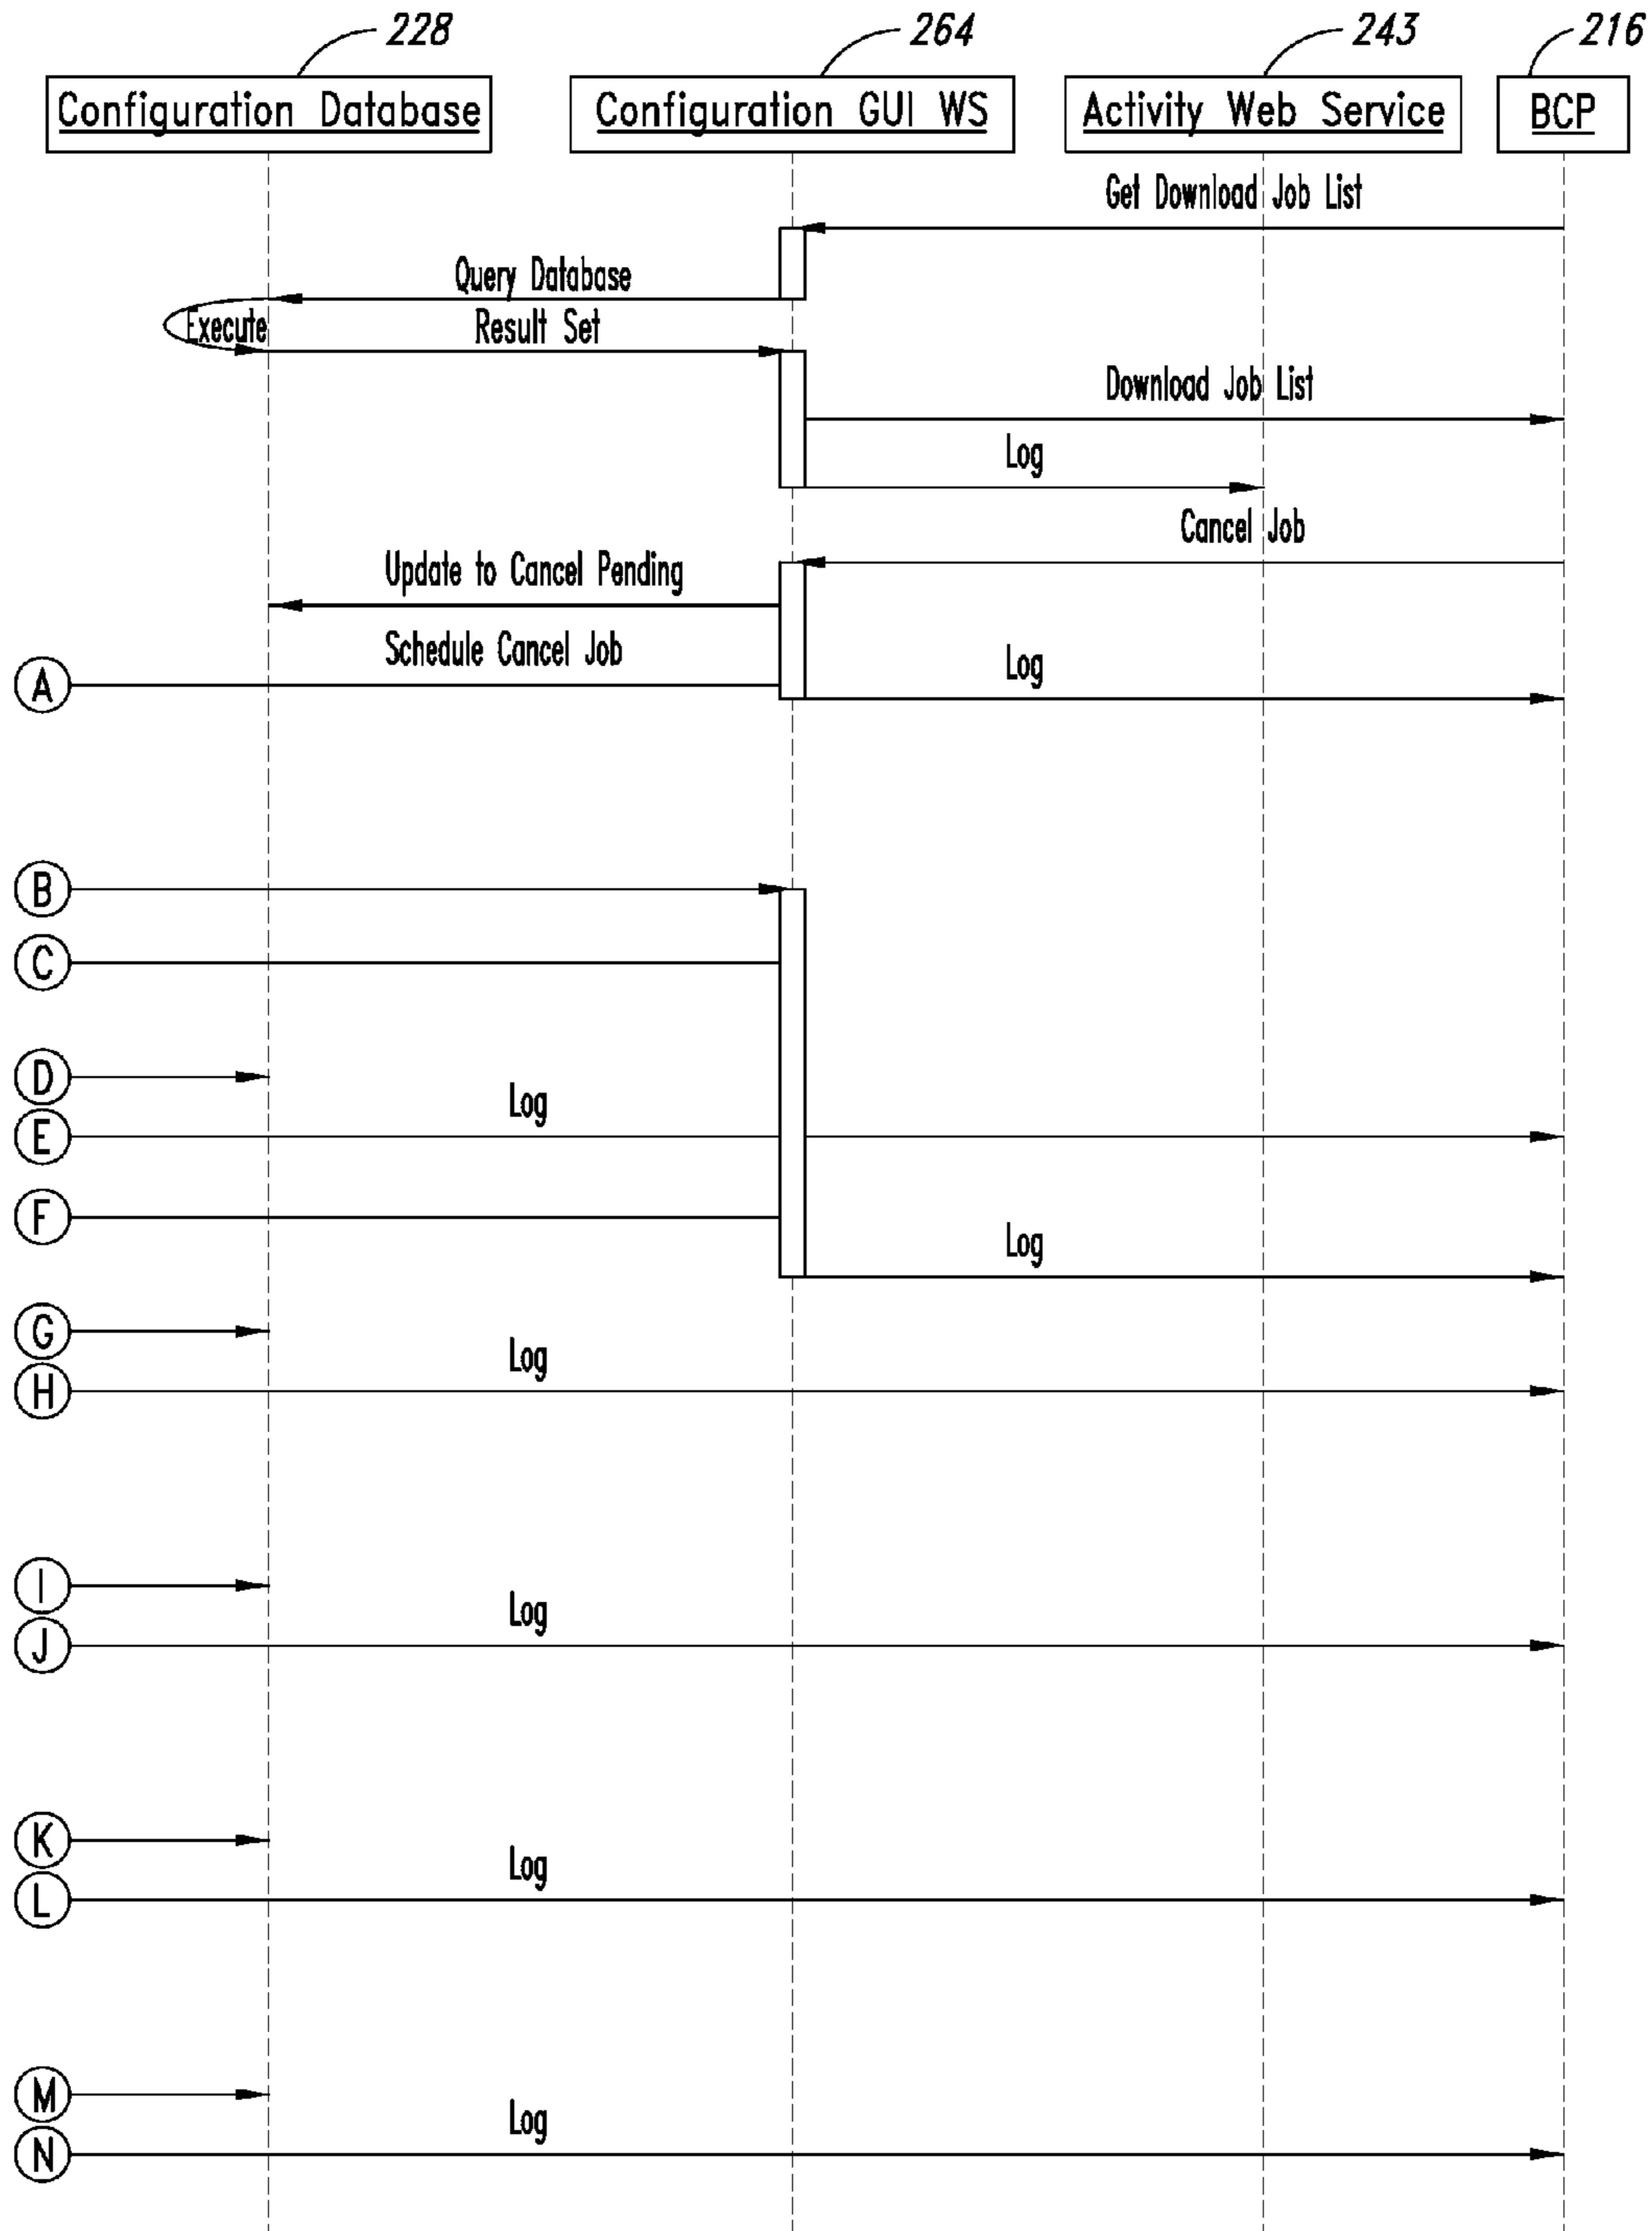 228
264
243
216
Configuration Database
Configuration GUI WS
Activity Web Service
BCP
Get Download Job List
Query Database
Execute
Result Set
Download Job List
Log
Cancel Job
Update to Cancel Pending
Schedule Cancel Job
Log
A
B
C
D
Log
E
F
Log
G
Log
H
I
Log
J
K
Log
L
M
Log
N